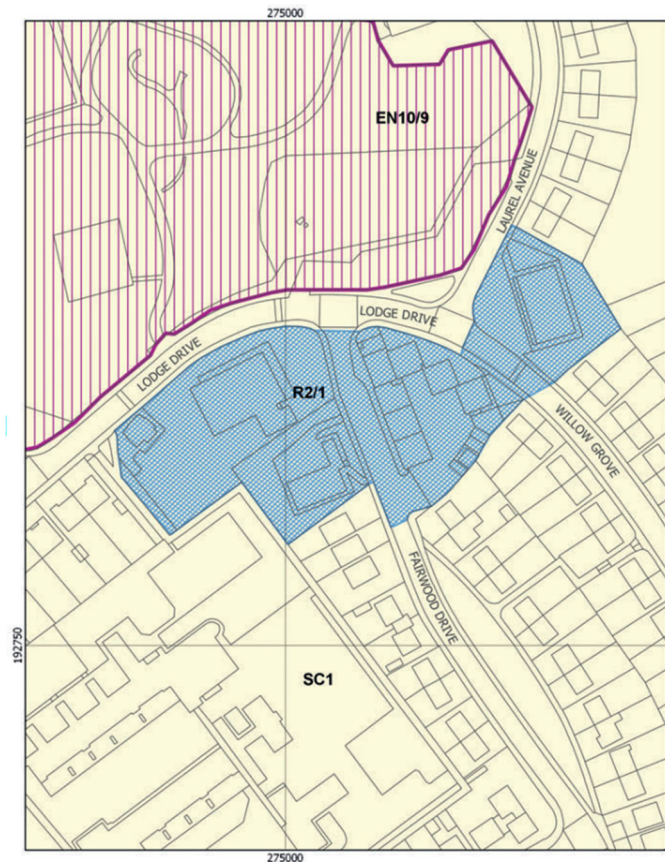 275000
EN10/9
LAUREL AVENUE
LODGE DRIVE
LODGE DRIVE
R2/1
WILLOW GROVE
FAIRWOOD DRIVE
192750
SC1
275000